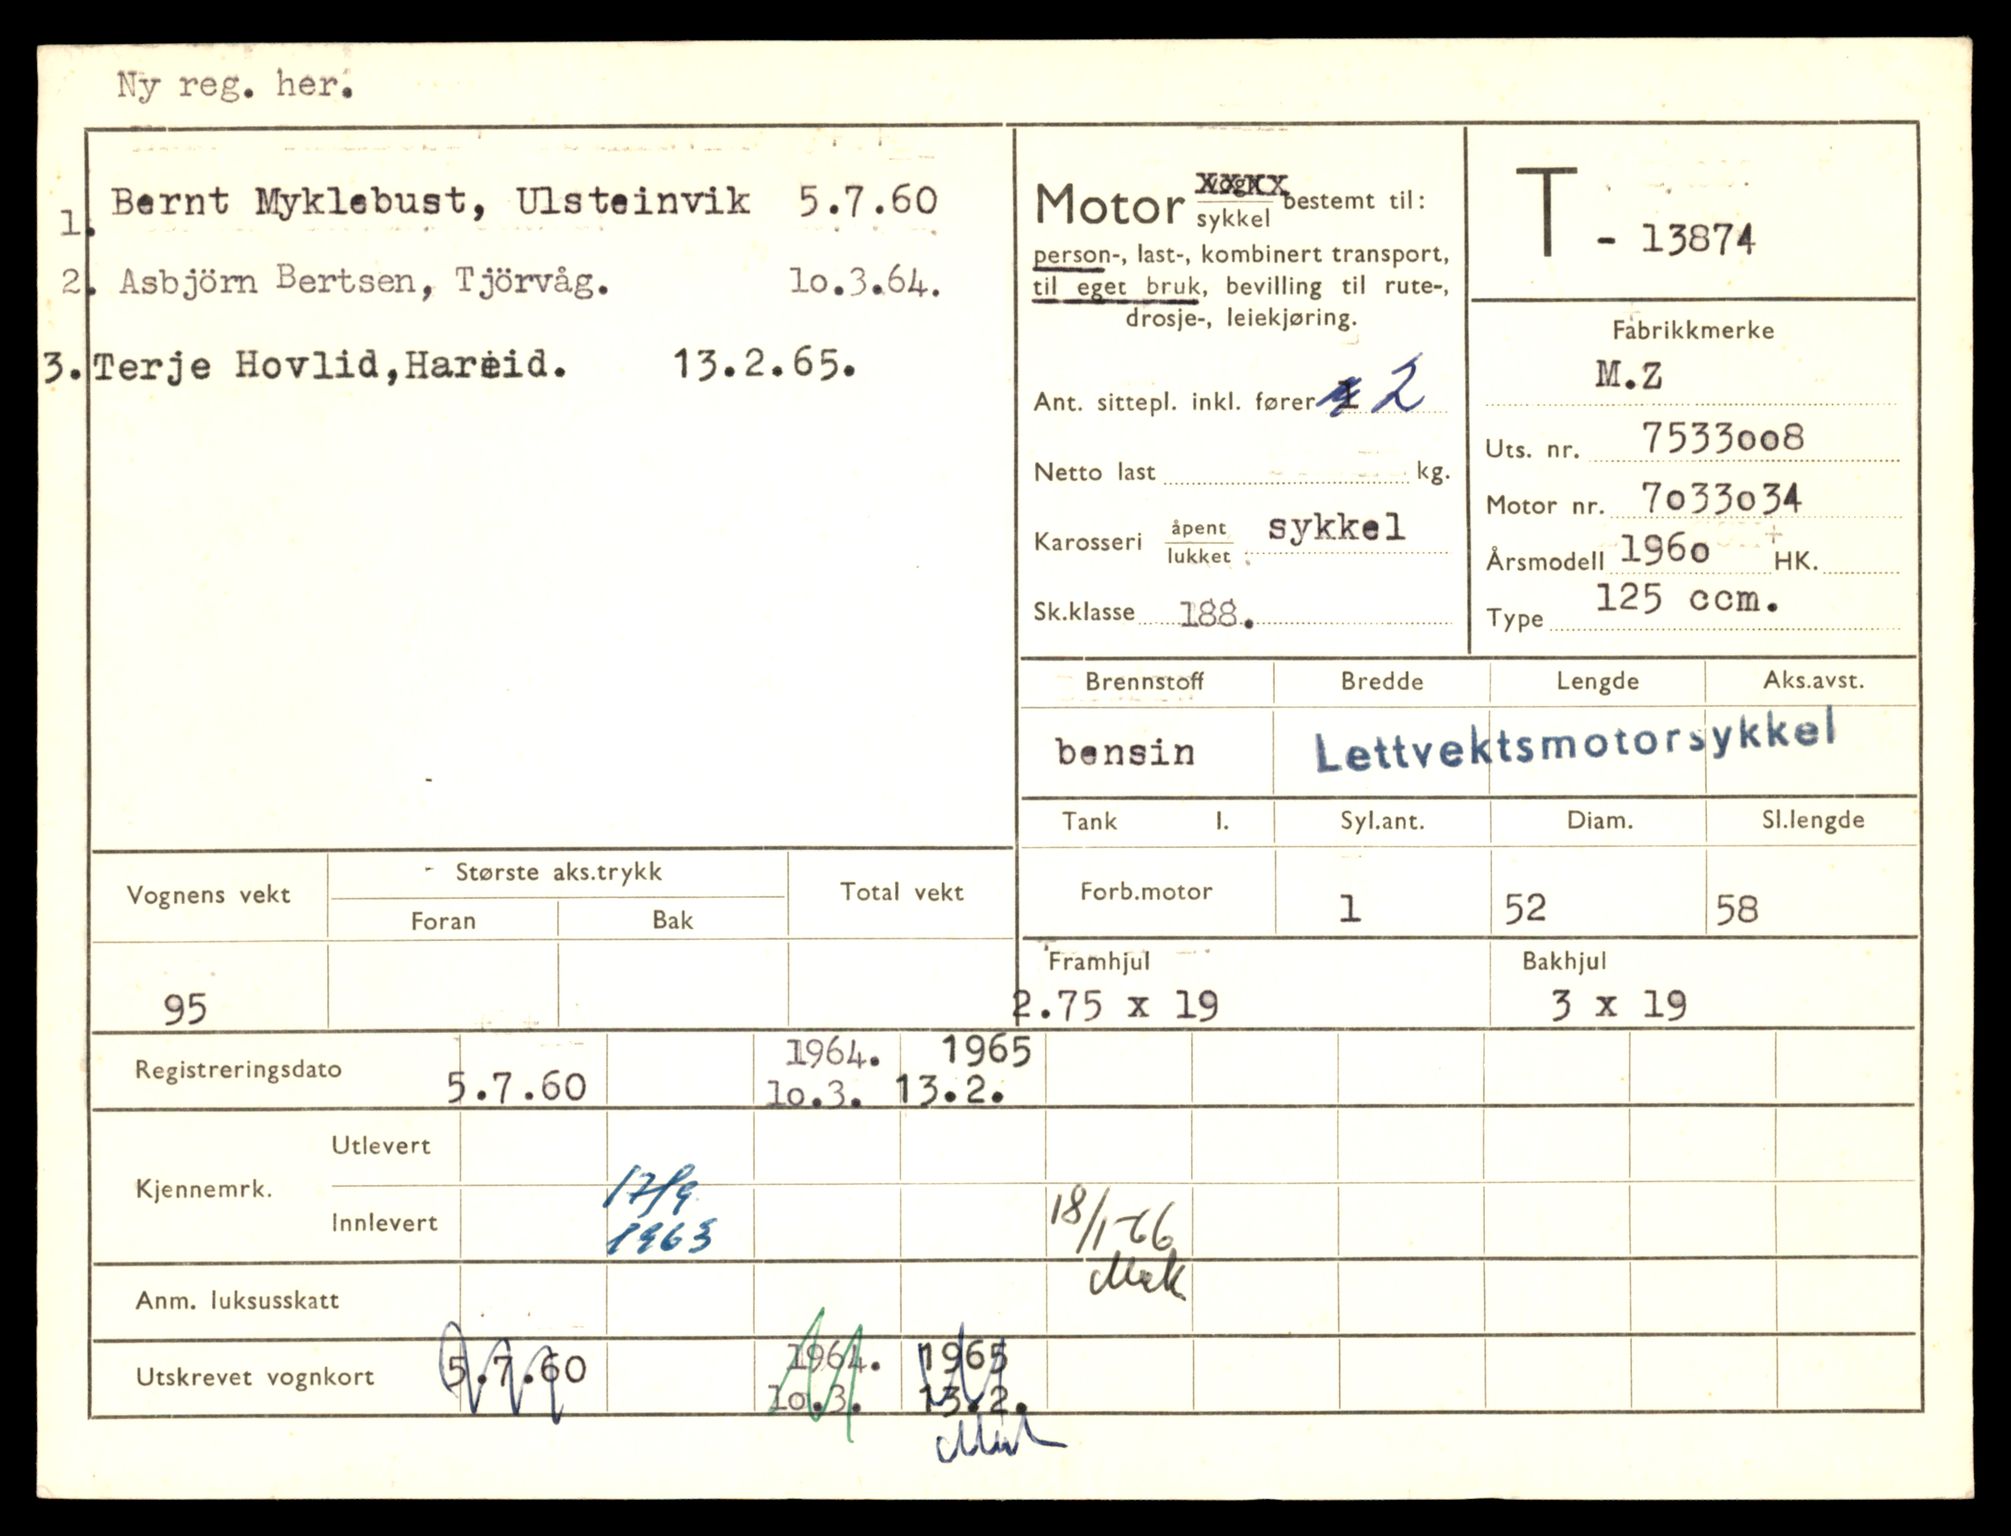 Ny reg. her.
1. Bernt Myklebust, Ulsteinvik 5.7.60
2. Asbjörn Bertsen, Tjörvåg. 1o.3.64.
3. Terje Hovlid,Hareid. 13.2.65.
Motor sykkel bestemt til:
person-, last-, kombinert transport,
til eget bruk, bevilling til rute-,
drosje-, leiekjøring.
Ant. sittepl. inkl. fører 2
Netto last kg.
Karosseri åpent lukket sykkel
Sk.klasse 188.
T - 13874
Fabrikkmerke
M.Z
Uts. nr. 7533oo8
Motor nr. 7o33o34
Årsmodell 196o HK.
Type 125 ccm.
Brennstoff Bredde Lengde Aks.avst.
bensin Lettvektsmotorsykkel
Tank l. Syl.ant. Diam. Sl.lengde
Forb.motor 1 52 58
Framhjul Bakhjul
2.75 x 19 3 x 19
Vognens vekt Største aks.trykk Total vekt
Foran Bak
95
Registreringsdato 5.7.60 1964. 1o.3. 1965 13.2.
Kjennemrk. Utlevert
Innlevert 17/9 1963 18/1-66
Anm. luksusskatt
Utskrevet vognkort 5.7.60 1964. 1o.3. 1965 13.2.